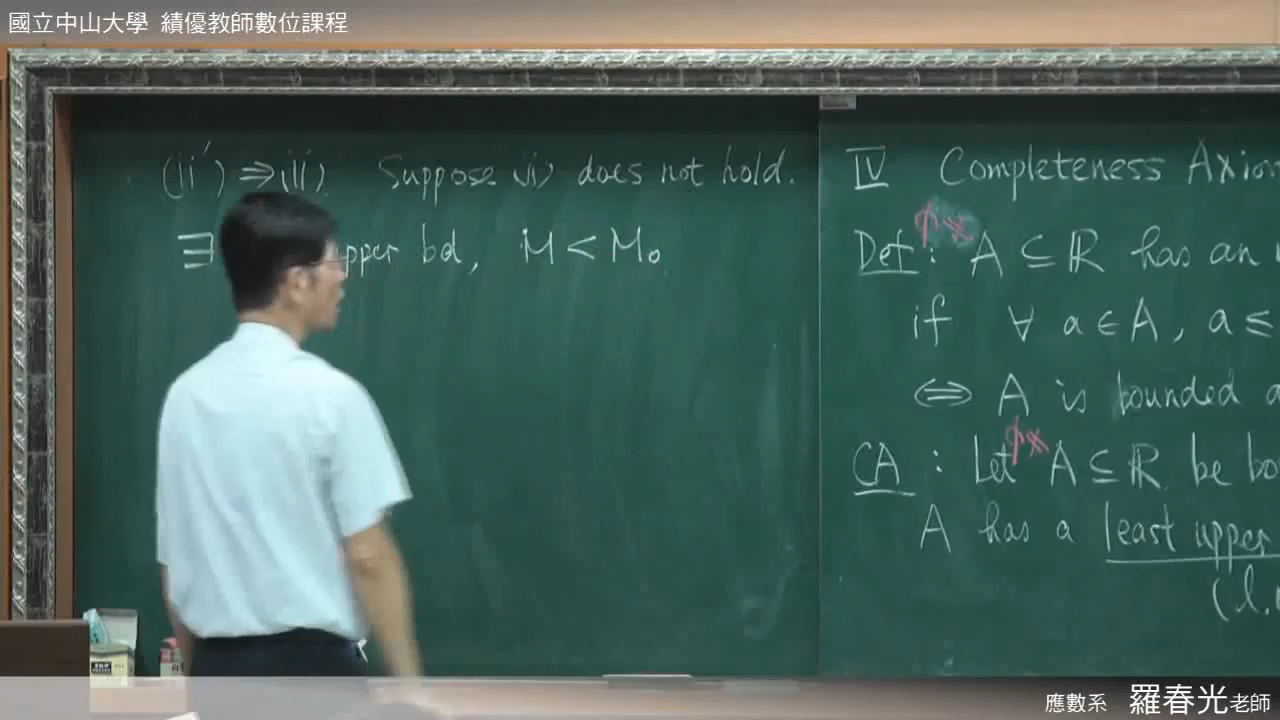 國立中山大學 績優教師數位課程
(ii′) ⇒ (ii) Suppose (ii) does not hold.
∃ upper bd, M < M₀
IV Completeness Axiom
Def : ∅ ≠ A ⊆ ℝ has an
if ∀ a ∈ A, a ≤
⇔ A is bounded
CA : Let ∅ ≠ A ⊆ ℝ be
A has a least upper
(l.
應數系 羅春光老師